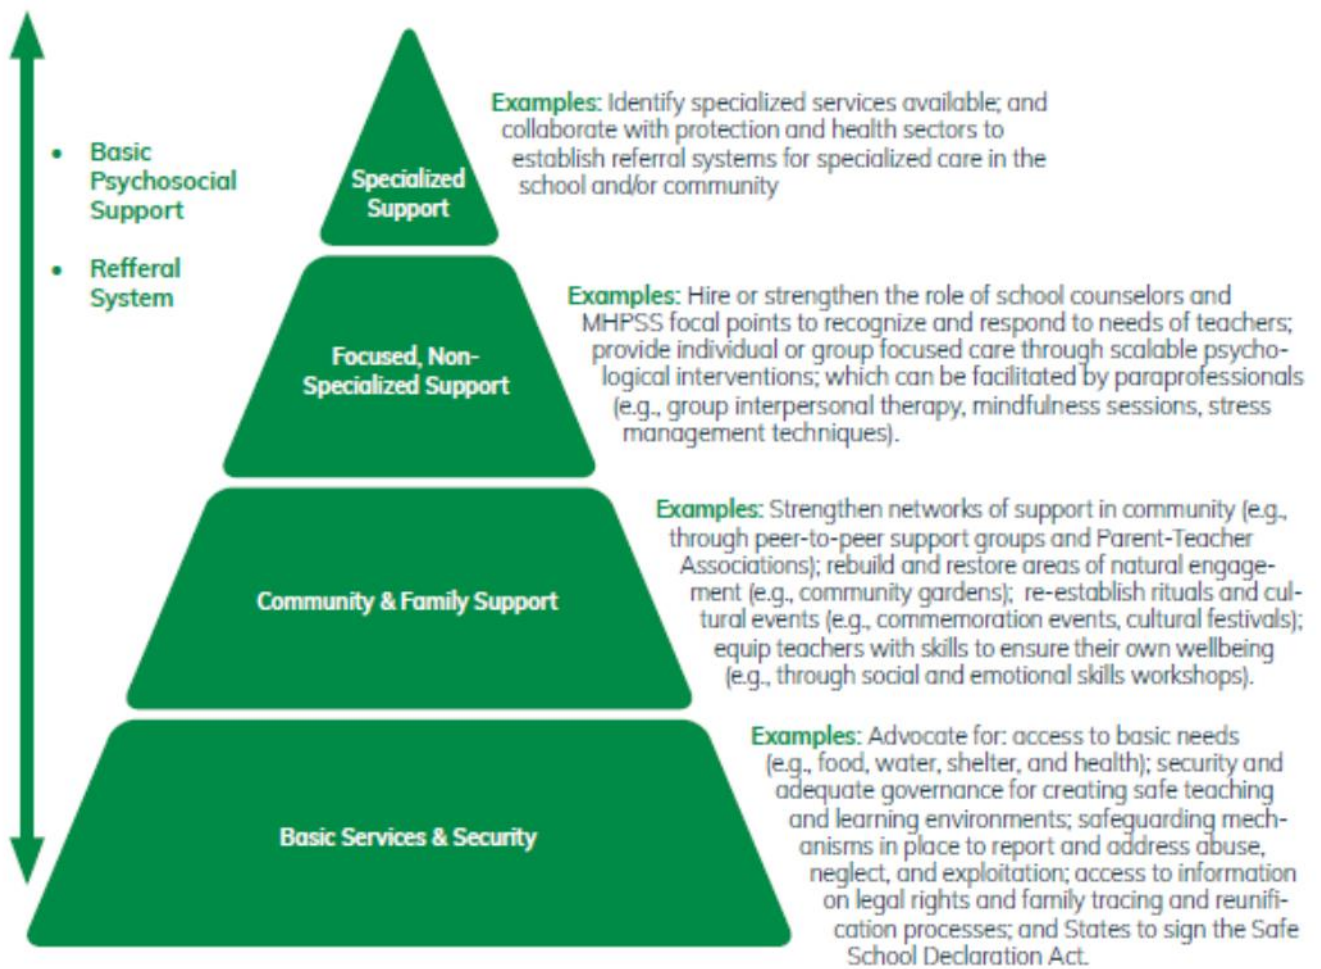 • Basic
Psychosocial
Support
• Refferal
System
Specialized
Support
Examples: Identify specialized services available; and
collaborate with protection and health sectors to
establish referral systems for specialized care in the
school and/or community
Focused, Non-
Specialized Support
Examples: Hire or strengthen the role of school counselors and
MHPSS focal points to recognize and respond to needs of teachers;
provide individual or group focused care through scalable psycho-
logical interventions; which can be facilitated by paraprofessionals
(e.g., group interpersonal therapy, mindfulness sessions, stress
management techniques).
Community & Family Support
Examples: Strengthen networks of support in community (e.g.,
through peer-to-peer support groups and Parent-Teacher
Associations); rebuild and restore areas of natural engage-
ment (e.g., community gardens); re-establish rituals and cul-
tural events (e.g., commemoration events, cultural festivals);
equip teachers with skills to ensure their own wellbeing
(e.g., through social and emotional skills workshops).
Basic Services & Security
Examples: Advocate for: access to basic needs
(e.g., food, water, shelter, and health); security and
adequate governance for creating safe teaching
and learning environments; safeguarding mech-
anisms in place to report and address abuse,
neglect, and exploitation; access to information
on legal rights and family tracing and reunifi-
cation processes; and States to sign the Safe
School Declaration Act.